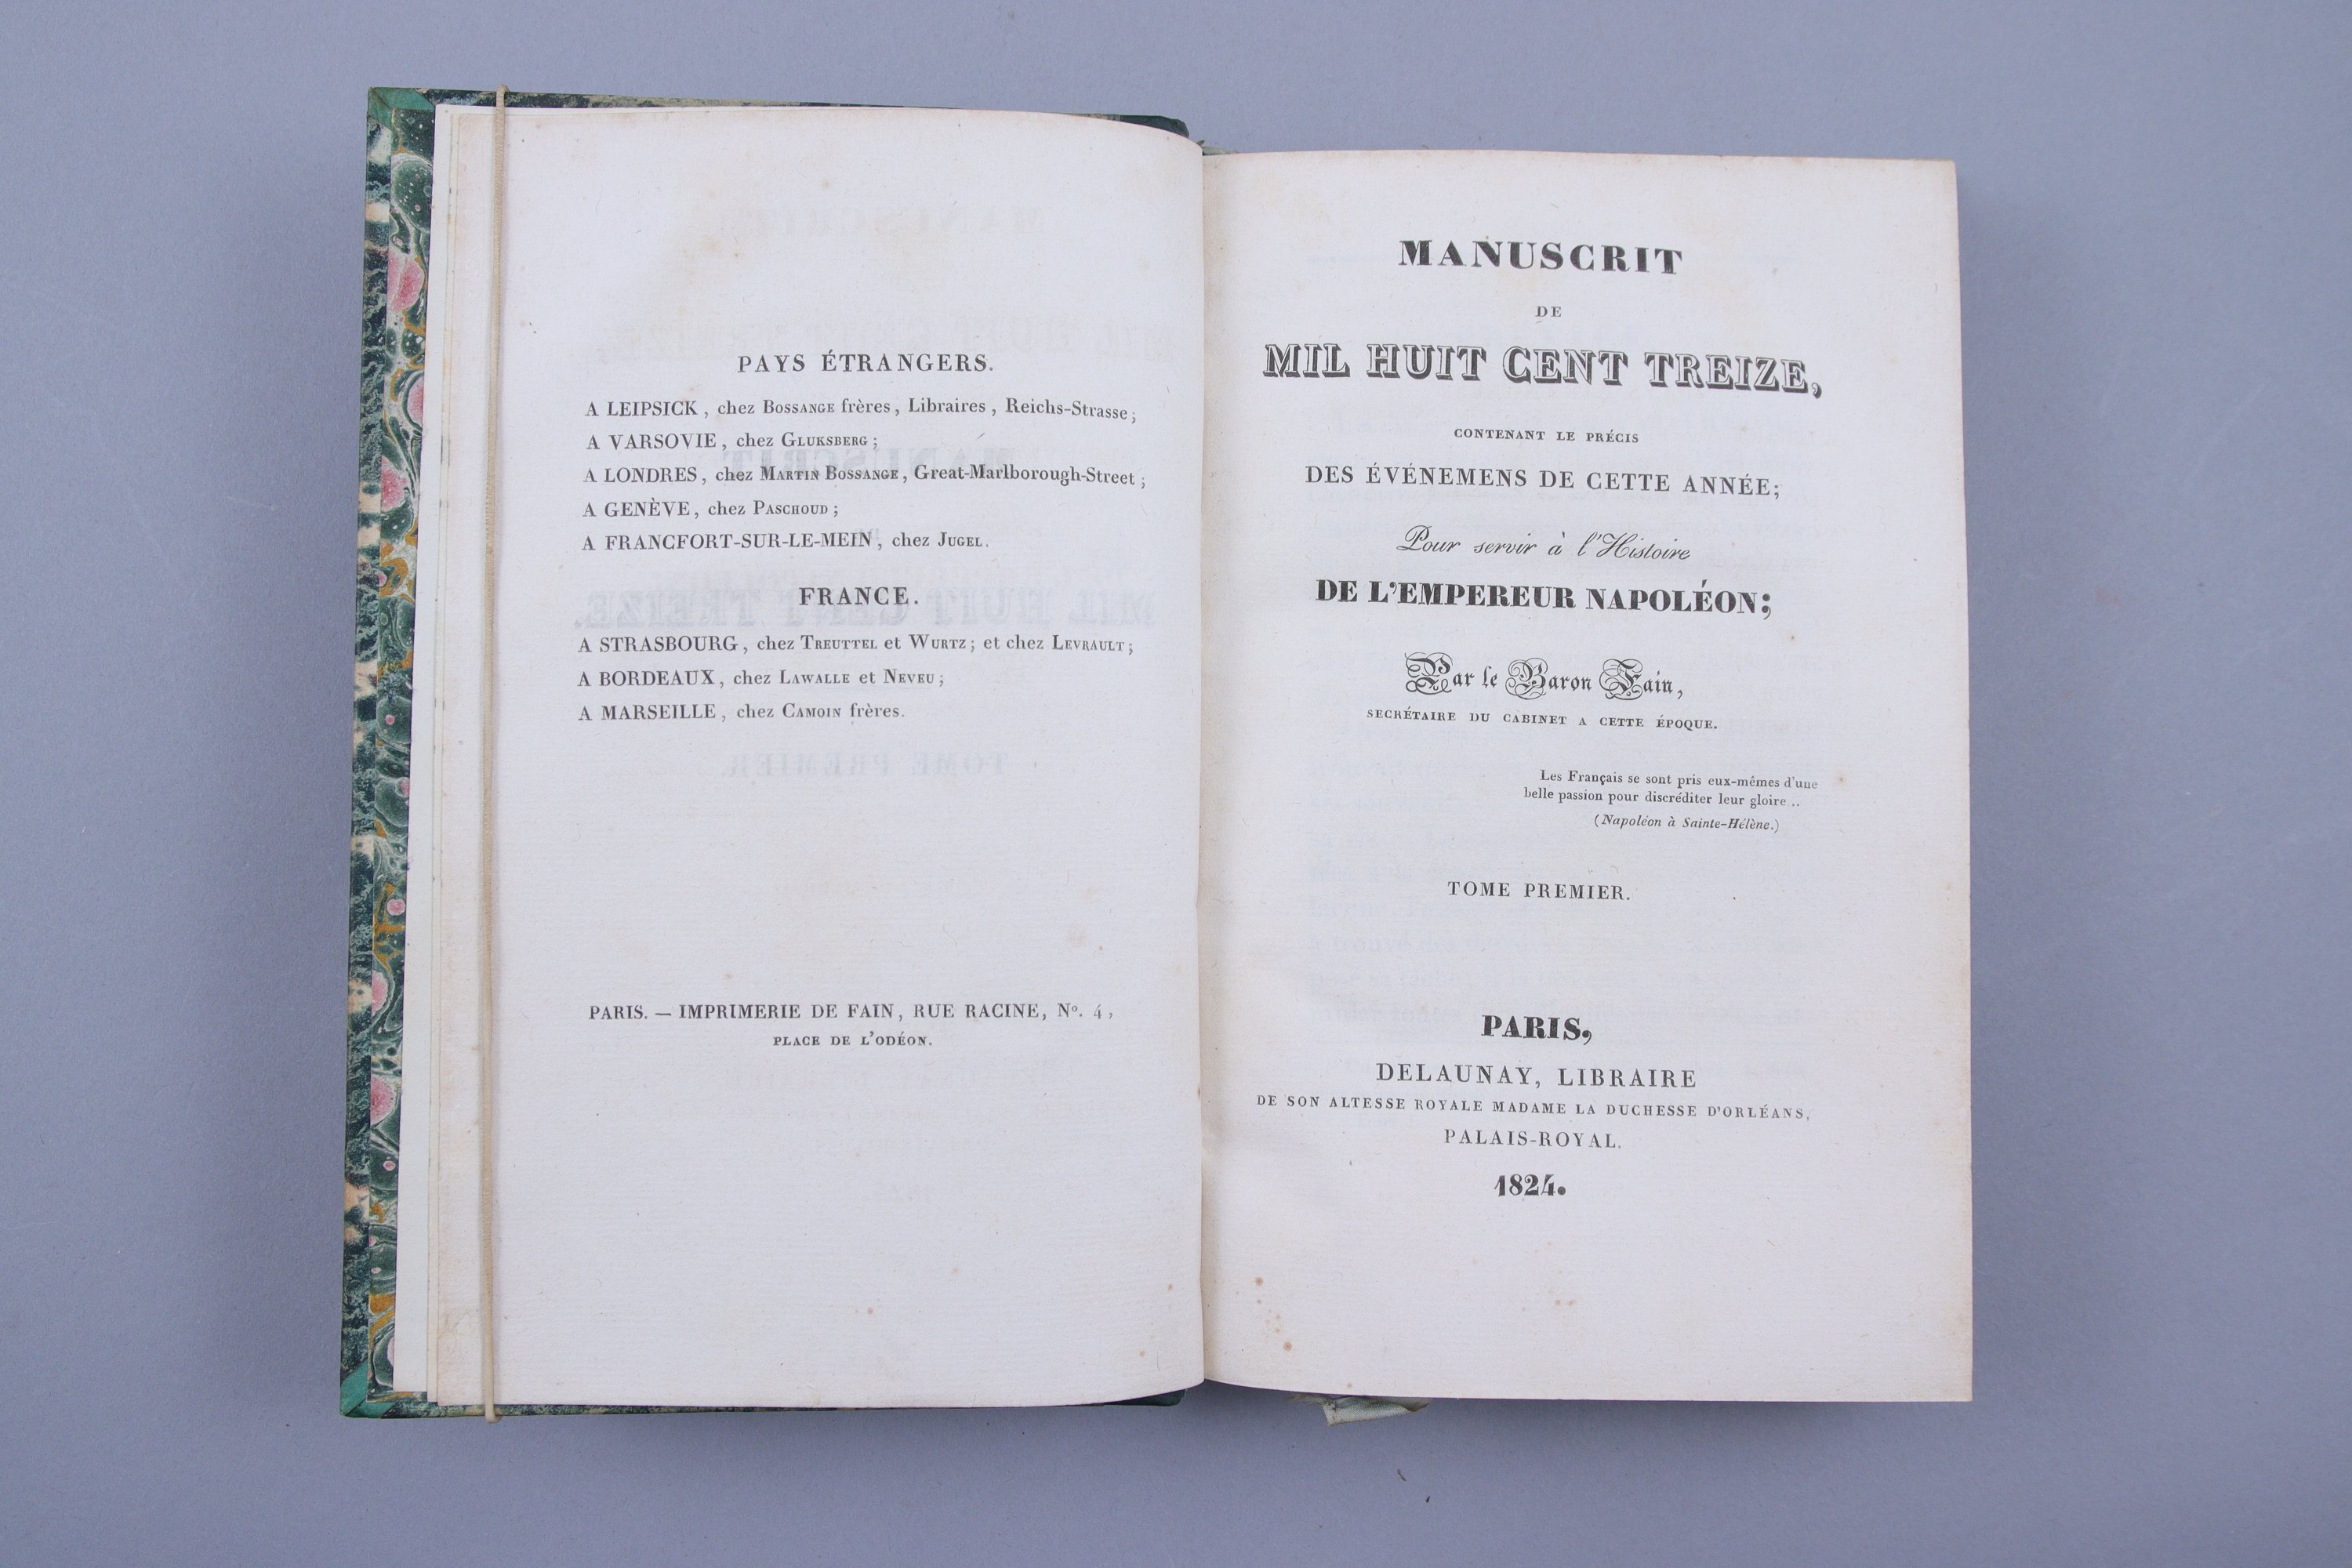 PAYS ÉTRANGERS.
A LEIPSICK, chez BOSSANGE frères, Libraires, Reichs-Strasse;
A VARSOVIE, chez GLUKSBERG;
A LONDRES, chez MARTIN BOSSANGE, Great-Marlborough-Street;
A GENÈVE, chez PASCHOUD;
A FRANCFORT-SUR-LE-MEIN, chez JUGEL.
FRANCE.
A STRASBOURG, chez TREUTTEL et WURTZ; et chez LEVRAULT;
A BORDEAUX, chez LAWALLE et NEVEU;
A MARSEILLE, chez CAMOIN frères.
PARIS. — IMPRIMERIE DE FAIN, RUE RACINE, Nº. 4,
PLACE DE L'ODÉON.
MANUSCRIT
DE
MIL HUIT CENT TREIZE,
CONTENANT LE PRÉCIS
DES ÉVÉNEMENS DE CETTE ANNÉE;
Pour servir à l'Histoire
DE L'EMPEREUR NAPOLÉON;
Par le Baron Fain,
SECRÉTAIRE DU CABINET A CETTE ÉPOQUE.
Les Français se sont pris eux-mêmes d'une
belle passion pour discréditer leur gloire ..
(Napoléon à Sainte-Hélène.)
TOME PREMIER.
PARIS,
DELAUNAY, LIBRAIRE
DE SON ALTESSE ROYALE MADAME LA DUCHESSE D'ORLÉANS,
PALAIS-ROYAL.
1824.